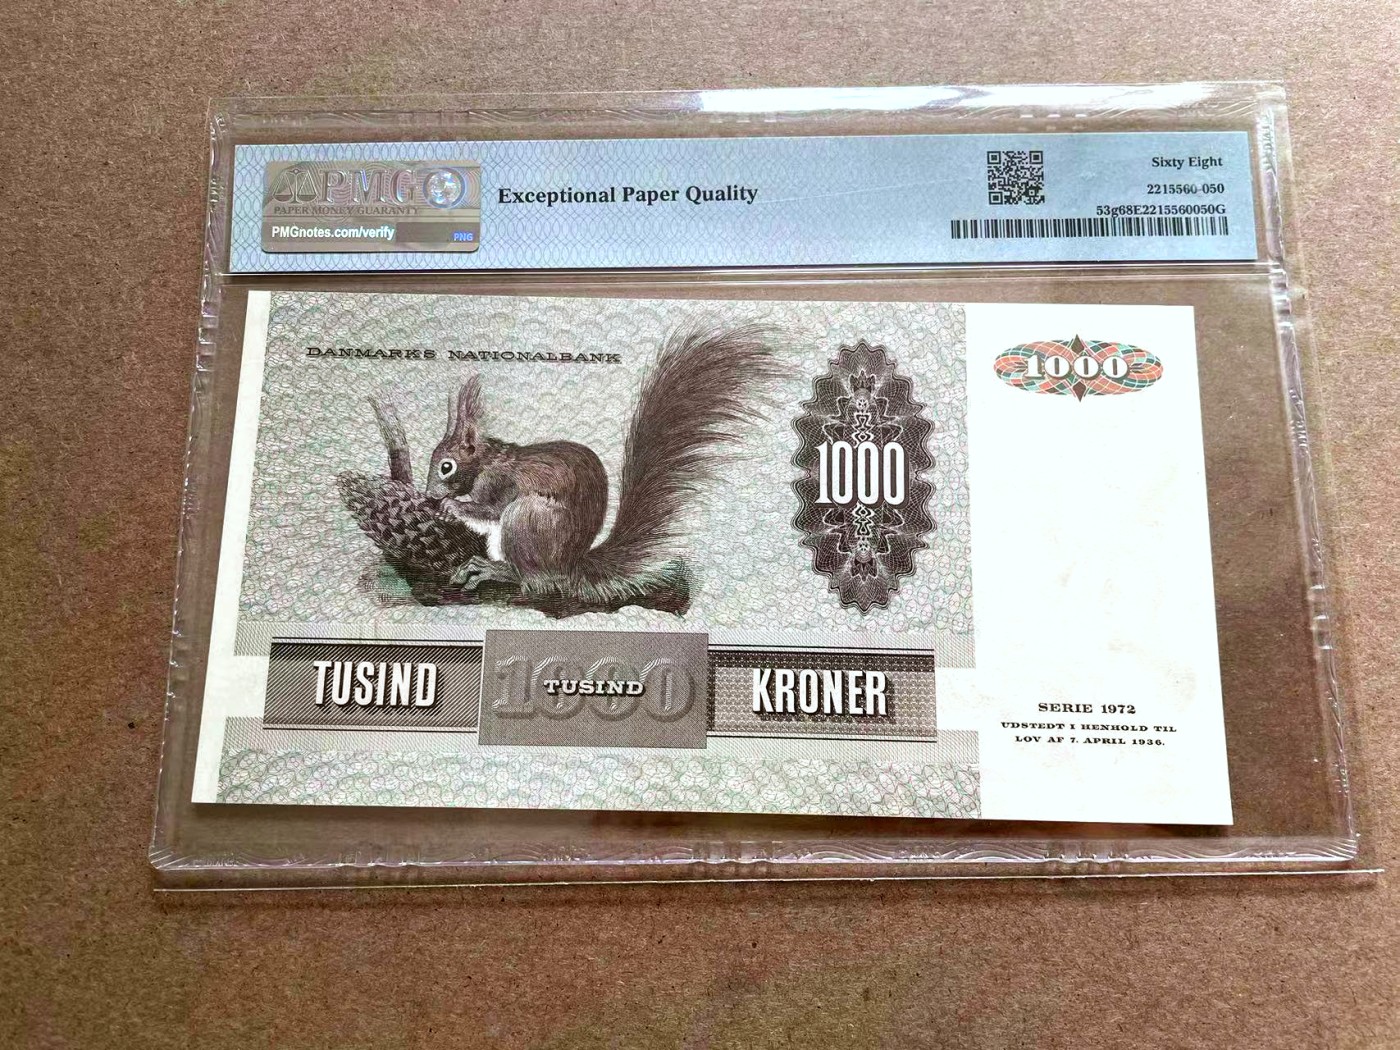 PMG
PAPER MONEY GUARANTY
PMGnotes.com/verify
PNG
Exceptional Paper Quality
Sixty Eight
2215560-050
53g68E2215560050G
DANMARKS NATIONALBANK
1000
1000
TUSIND
1000
TUSIND
KRONER
SERIE 1972
UDSTEDT I HENHOLD TIL
LOV AF 7. APRIL 1936.